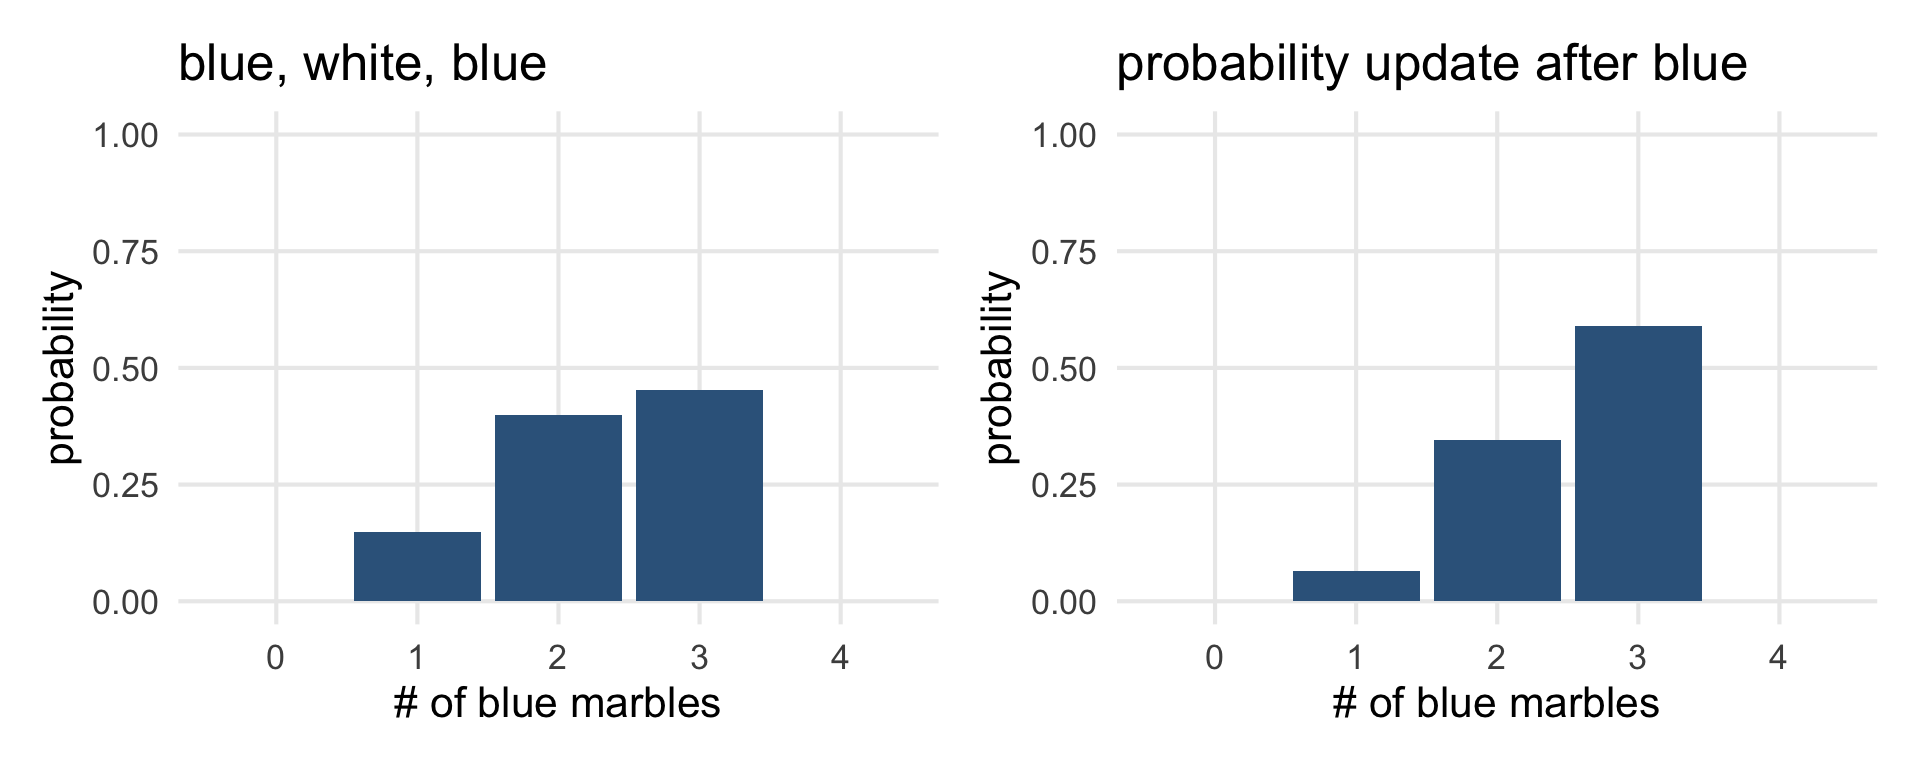 blue, white, blue
1.00
0.75
0.50
0.25
0.00
probability
0 1 2 3 4
# of blue marbles
probability update after blue
1.00
0.75
0.50
0.25
0.00
probability
0 1 2 3 4
# of blue marbles